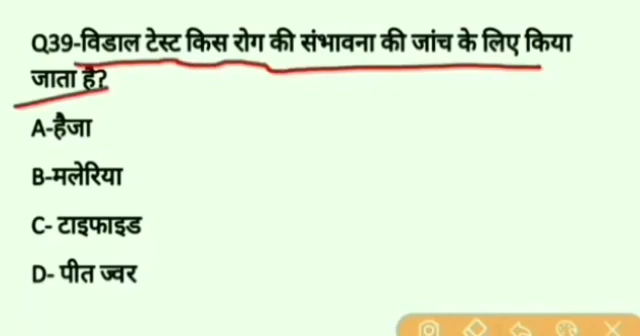 Q39-विडाल टेस्ट किस रोग की संभावना की जांच के लिए किया
जाता है?
A-हैजा
B-मलेरिया
C- टाइफाइड
D- पीत ज्वर